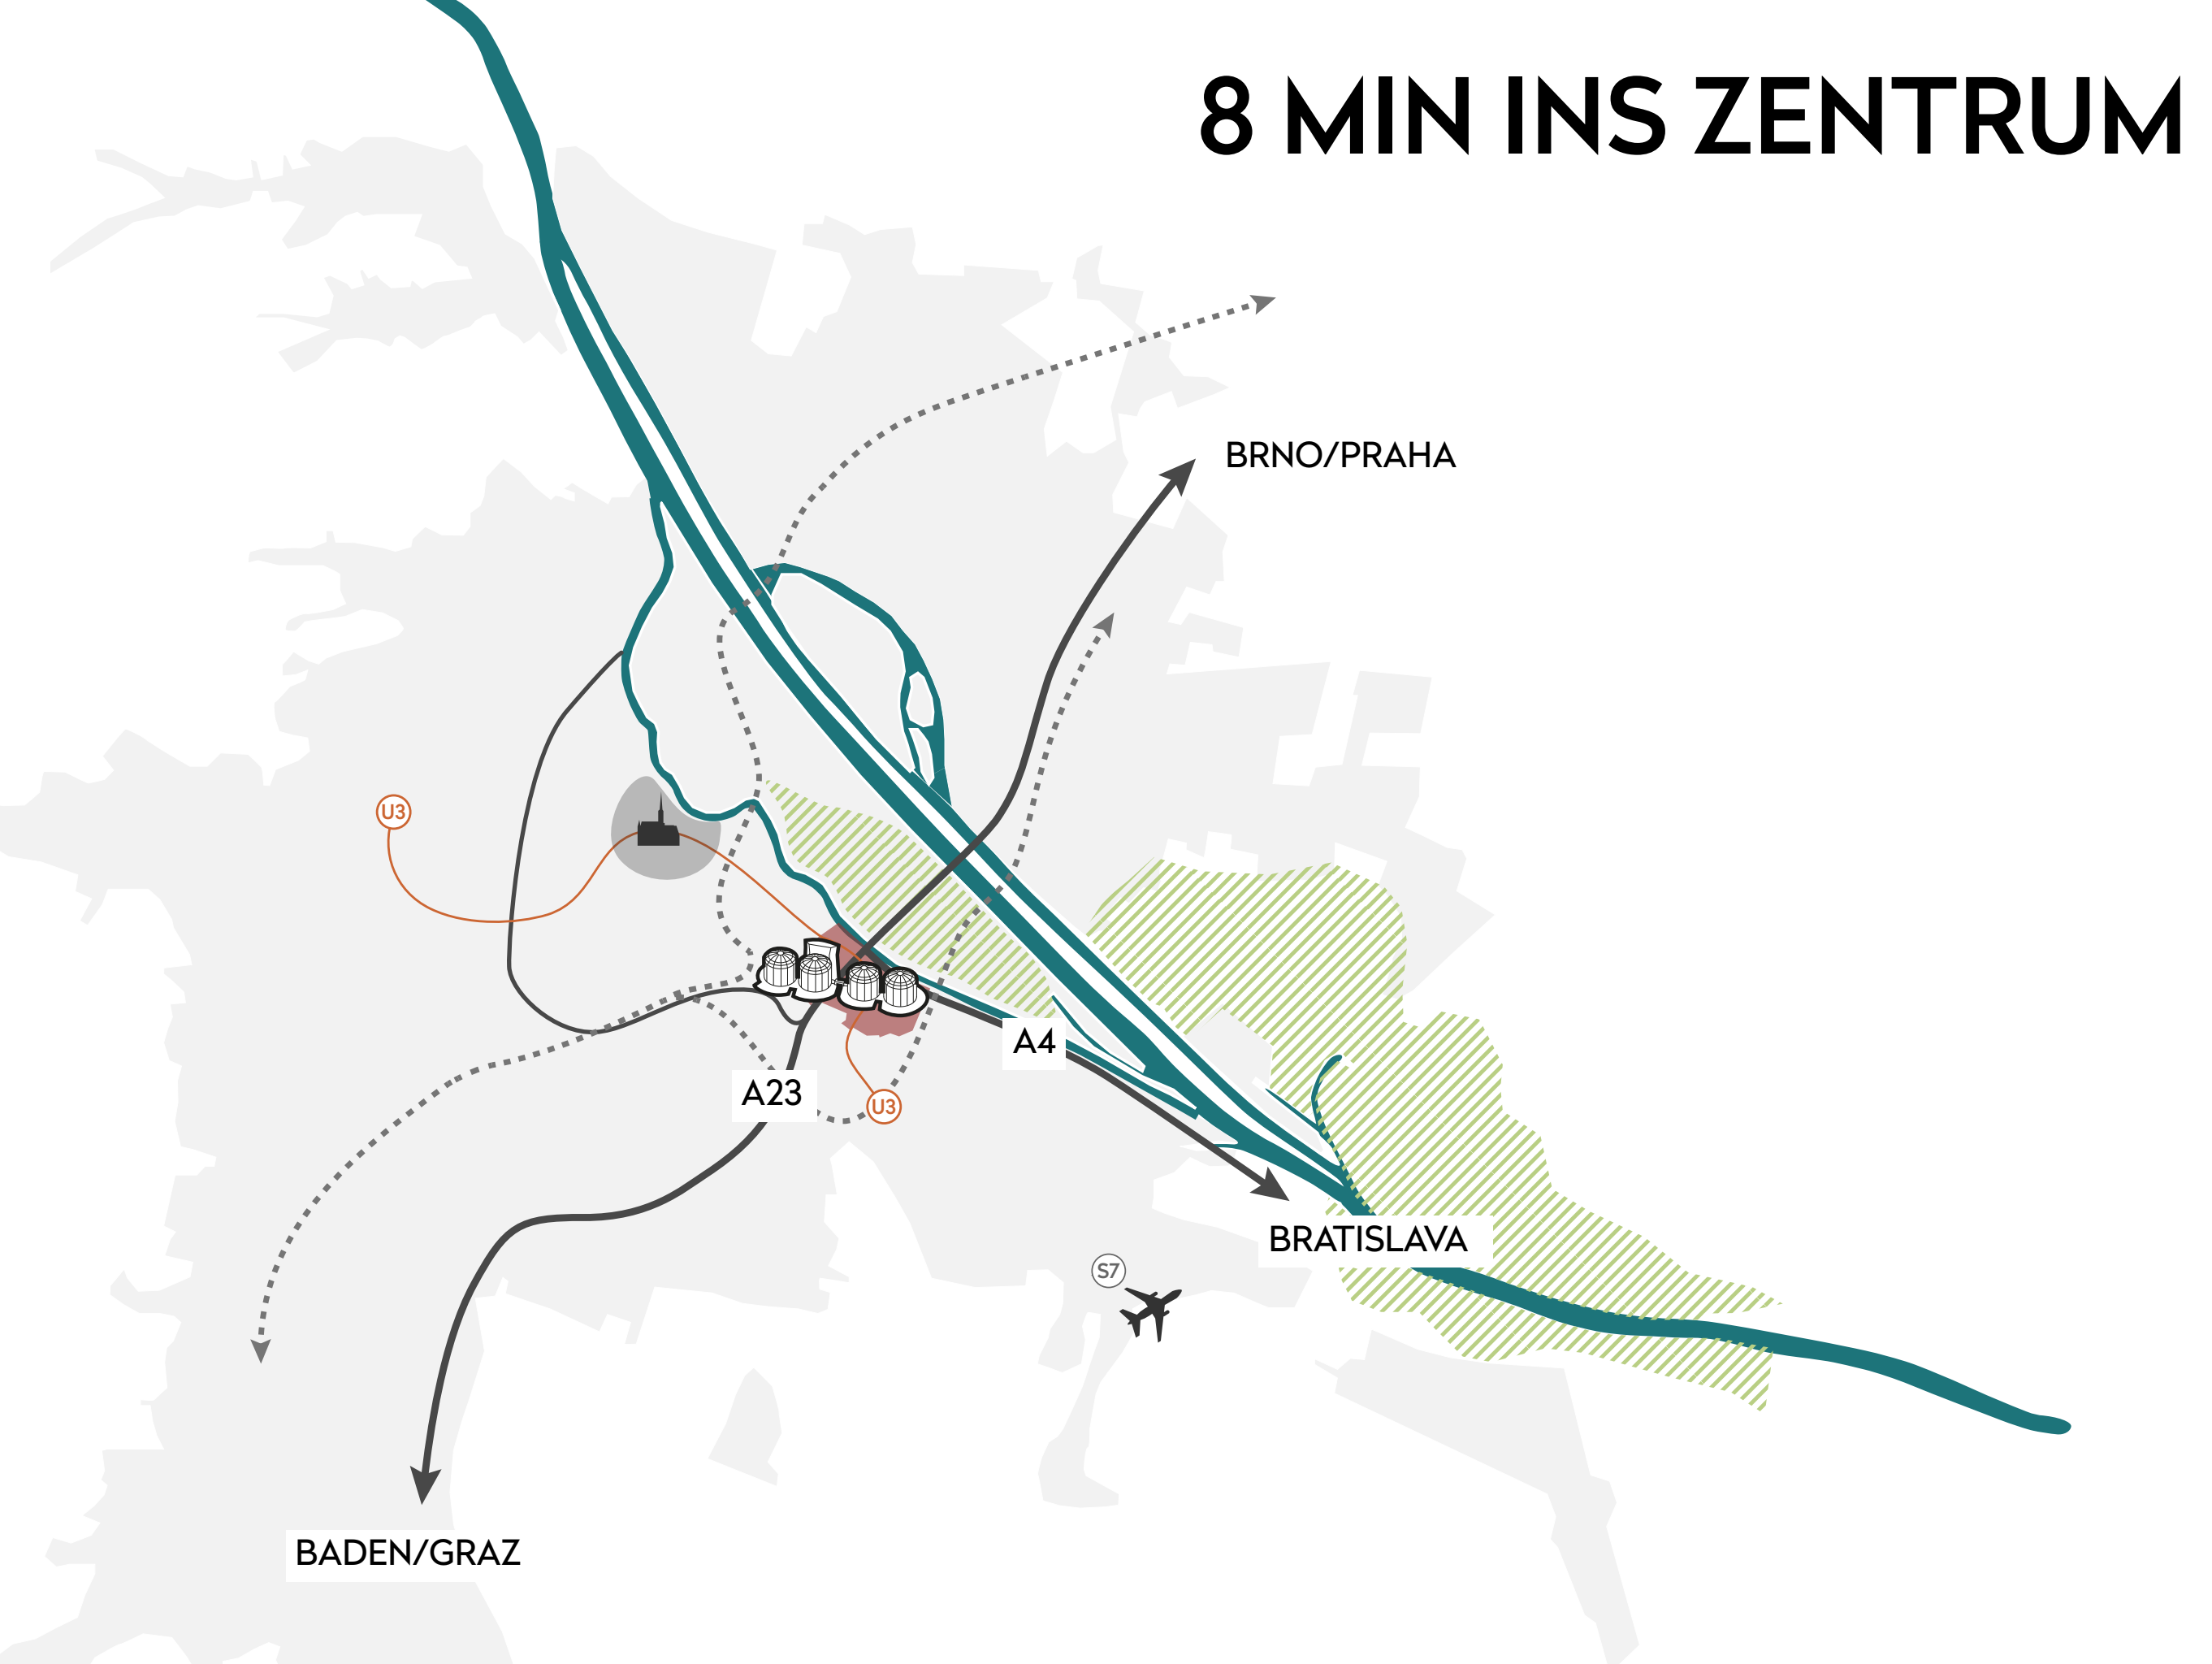 8 MIN INS ZENTRUM
BRNO/PRAHA
U3
A4
A23
U3
BRATISLAVA
S7
BADEN/GRAZ